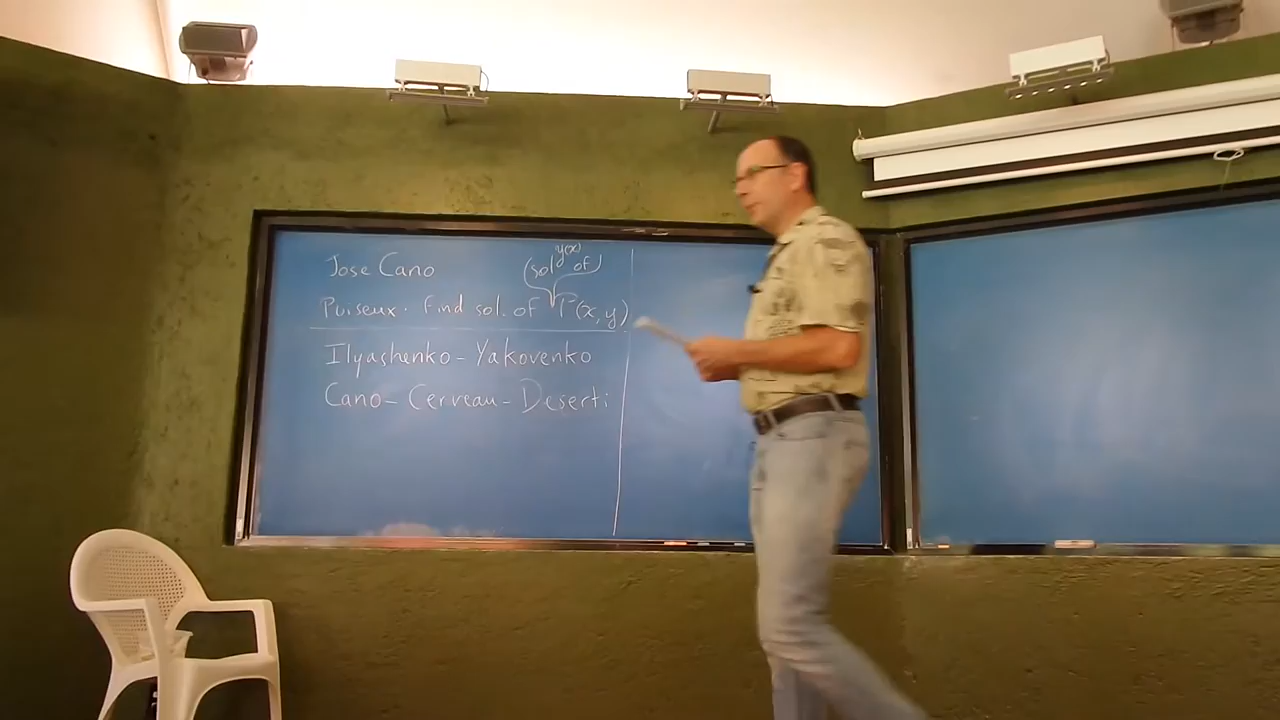 Jose Cano
(sol y(x) of)
Puiseux. find sol. of P(x,y)
Ilyashenko - Yakovenko
Cano - Cerveau - Deserti